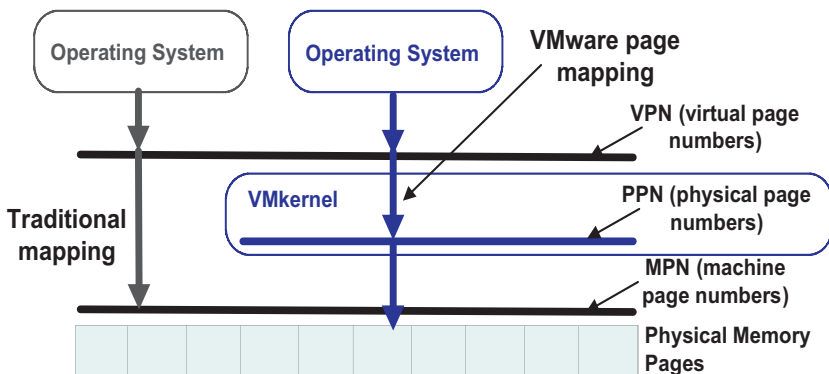 Operating System
Operating System
VMware page
mapping
VPN (virtual page
numbers)
VMkernel
PPN (physical page
numbers)
Traditional
mapping
MPN (machine
page numbers)
Physical Memory
Pages